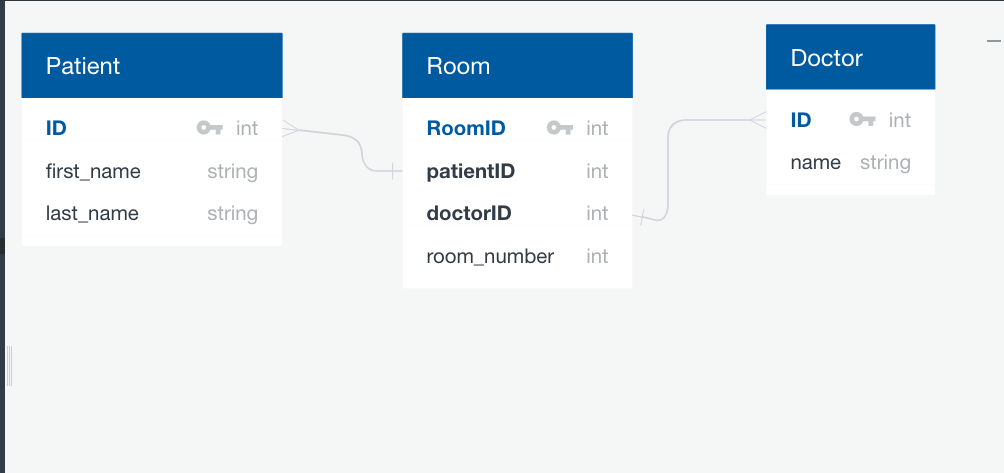 Patient
ID int
first_name string
last_name string
Room
RoomID int
patientID int
doctorID int
room_number int
Doctor
ID int
name string